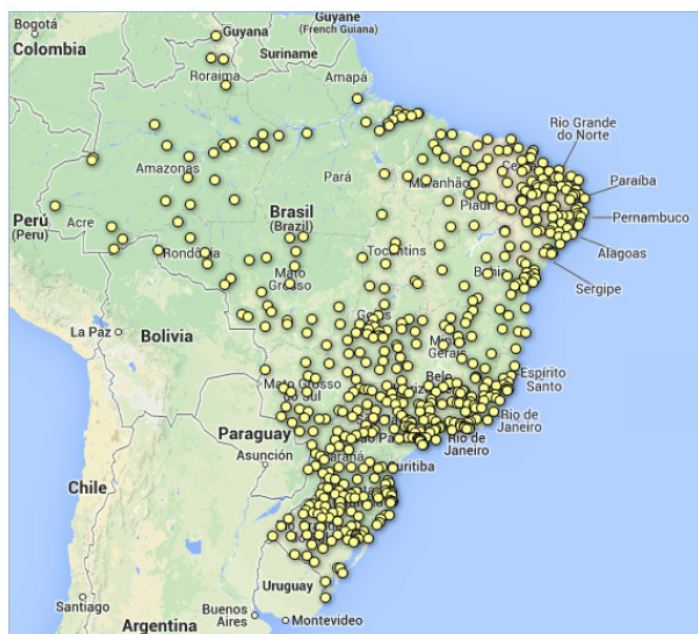 Bogotá
Colombia
Guyana
Guyane
(French Guiana)
Suriname
Roraima
Amapá
Rio Grande
do Norte
Amazonas
Pará
Maranhão
Paraíba
Piauí
Perú
(Peru)
Acre
Brasil
(Brazil)
Pernambuco
Rondônia
Tocantins
Alagoas
Mato
Grosso
Bahia
Sergipe
La Paz
Bolivia
Goiás
Minas
Gerais
Belo
Espírito
Santo
Mato Grosso
do Sul
Rio de
Janeiro
Paraguay
Rio de
Janeiro
Asunción
Paraná
Curitiba
Chile
Uruguay
Santiago
Buenos
Aires
Montevideo
Argentina